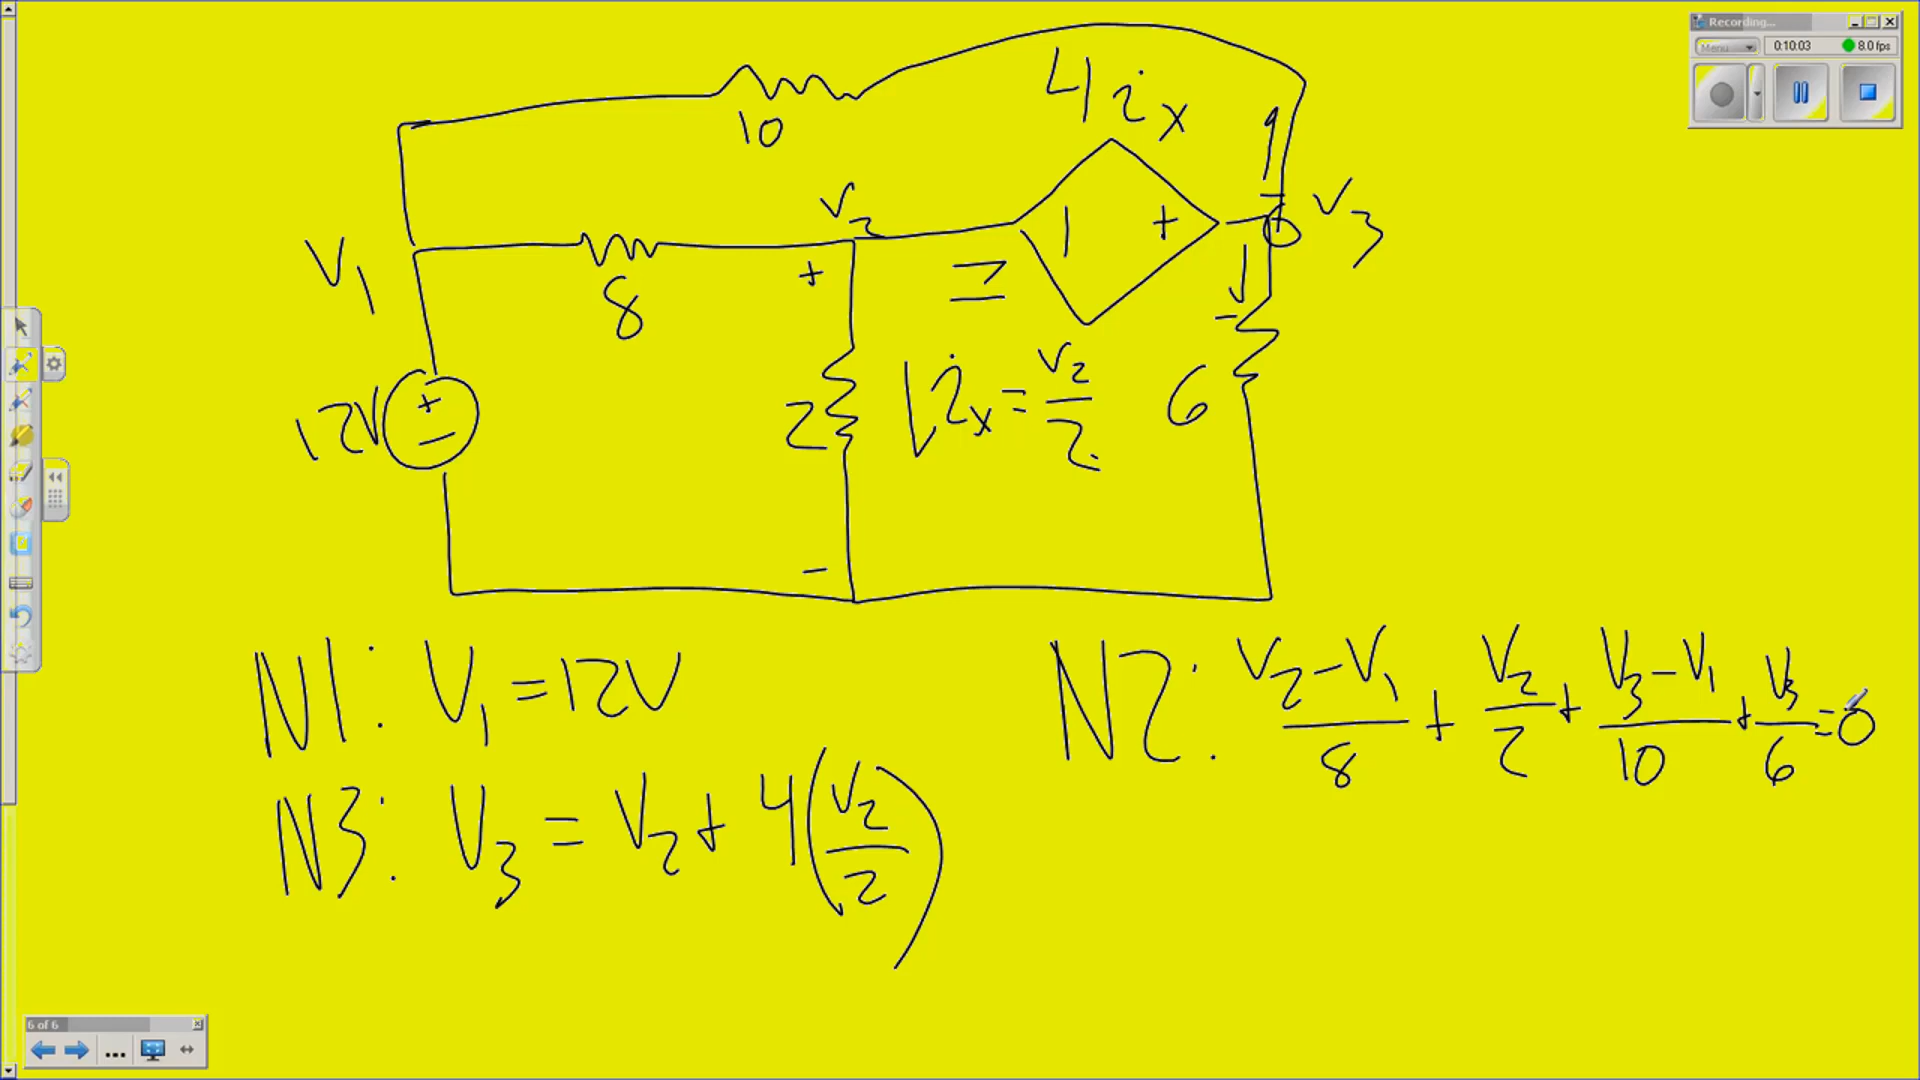 Recording...
Menu
0:10:03
8.0 fps
10
4 i x
V1
V2
V3
8
+
- +
12V
+
-
2
ix = V2/2
6
-
N1: V1 = 12V
N2: (V2 - V1)/8 + V2/2 + (V3 - V1)/10 + V3/6 = 0
N3: V3 = V2 + 4(V2/2)
6 of 6
...